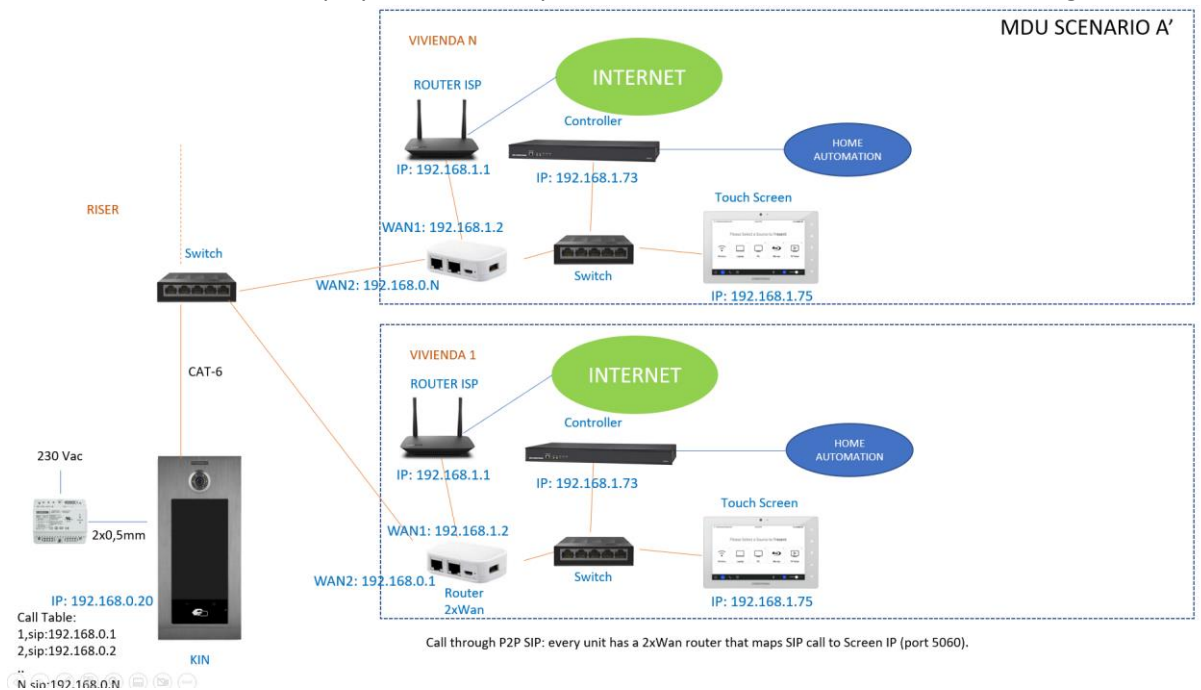 MDU SCENARIO A'
VIVIENDA N
INTERNET
ROUTER ISP
Controller
HOME
AUTOMATION
IP: 192.168.1.1
IP: 192.168.1.73
Touch Screen
RISER
WAN1: 192.168.1.2
Switch
Switch
WAN2: 192.168.0.N
IP: 192.168.1.75
VIVIENDA 1
CAT-6
INTERNET
ROUTER ISP
Controller
HOME
AUTOMATION
230 Vac
IP: 192.168.1.1
IP: 192.168.1.73
Touch Screen
2x0,5mm
WAN1: 192.168.1.2
Switch
WAN2: 192.168.0.1
Router
2xWan
IP: 192.168.1.75
IP: 192.168.0.20
Call Table:
1,sip:192.168.0.1
2,sip:192.168.0.2
..
N,sip:192.168.0.N
KIN
Call through P2P SIP: every unit has a 2xWan router that maps SIP call to Screen IP (port 5060).